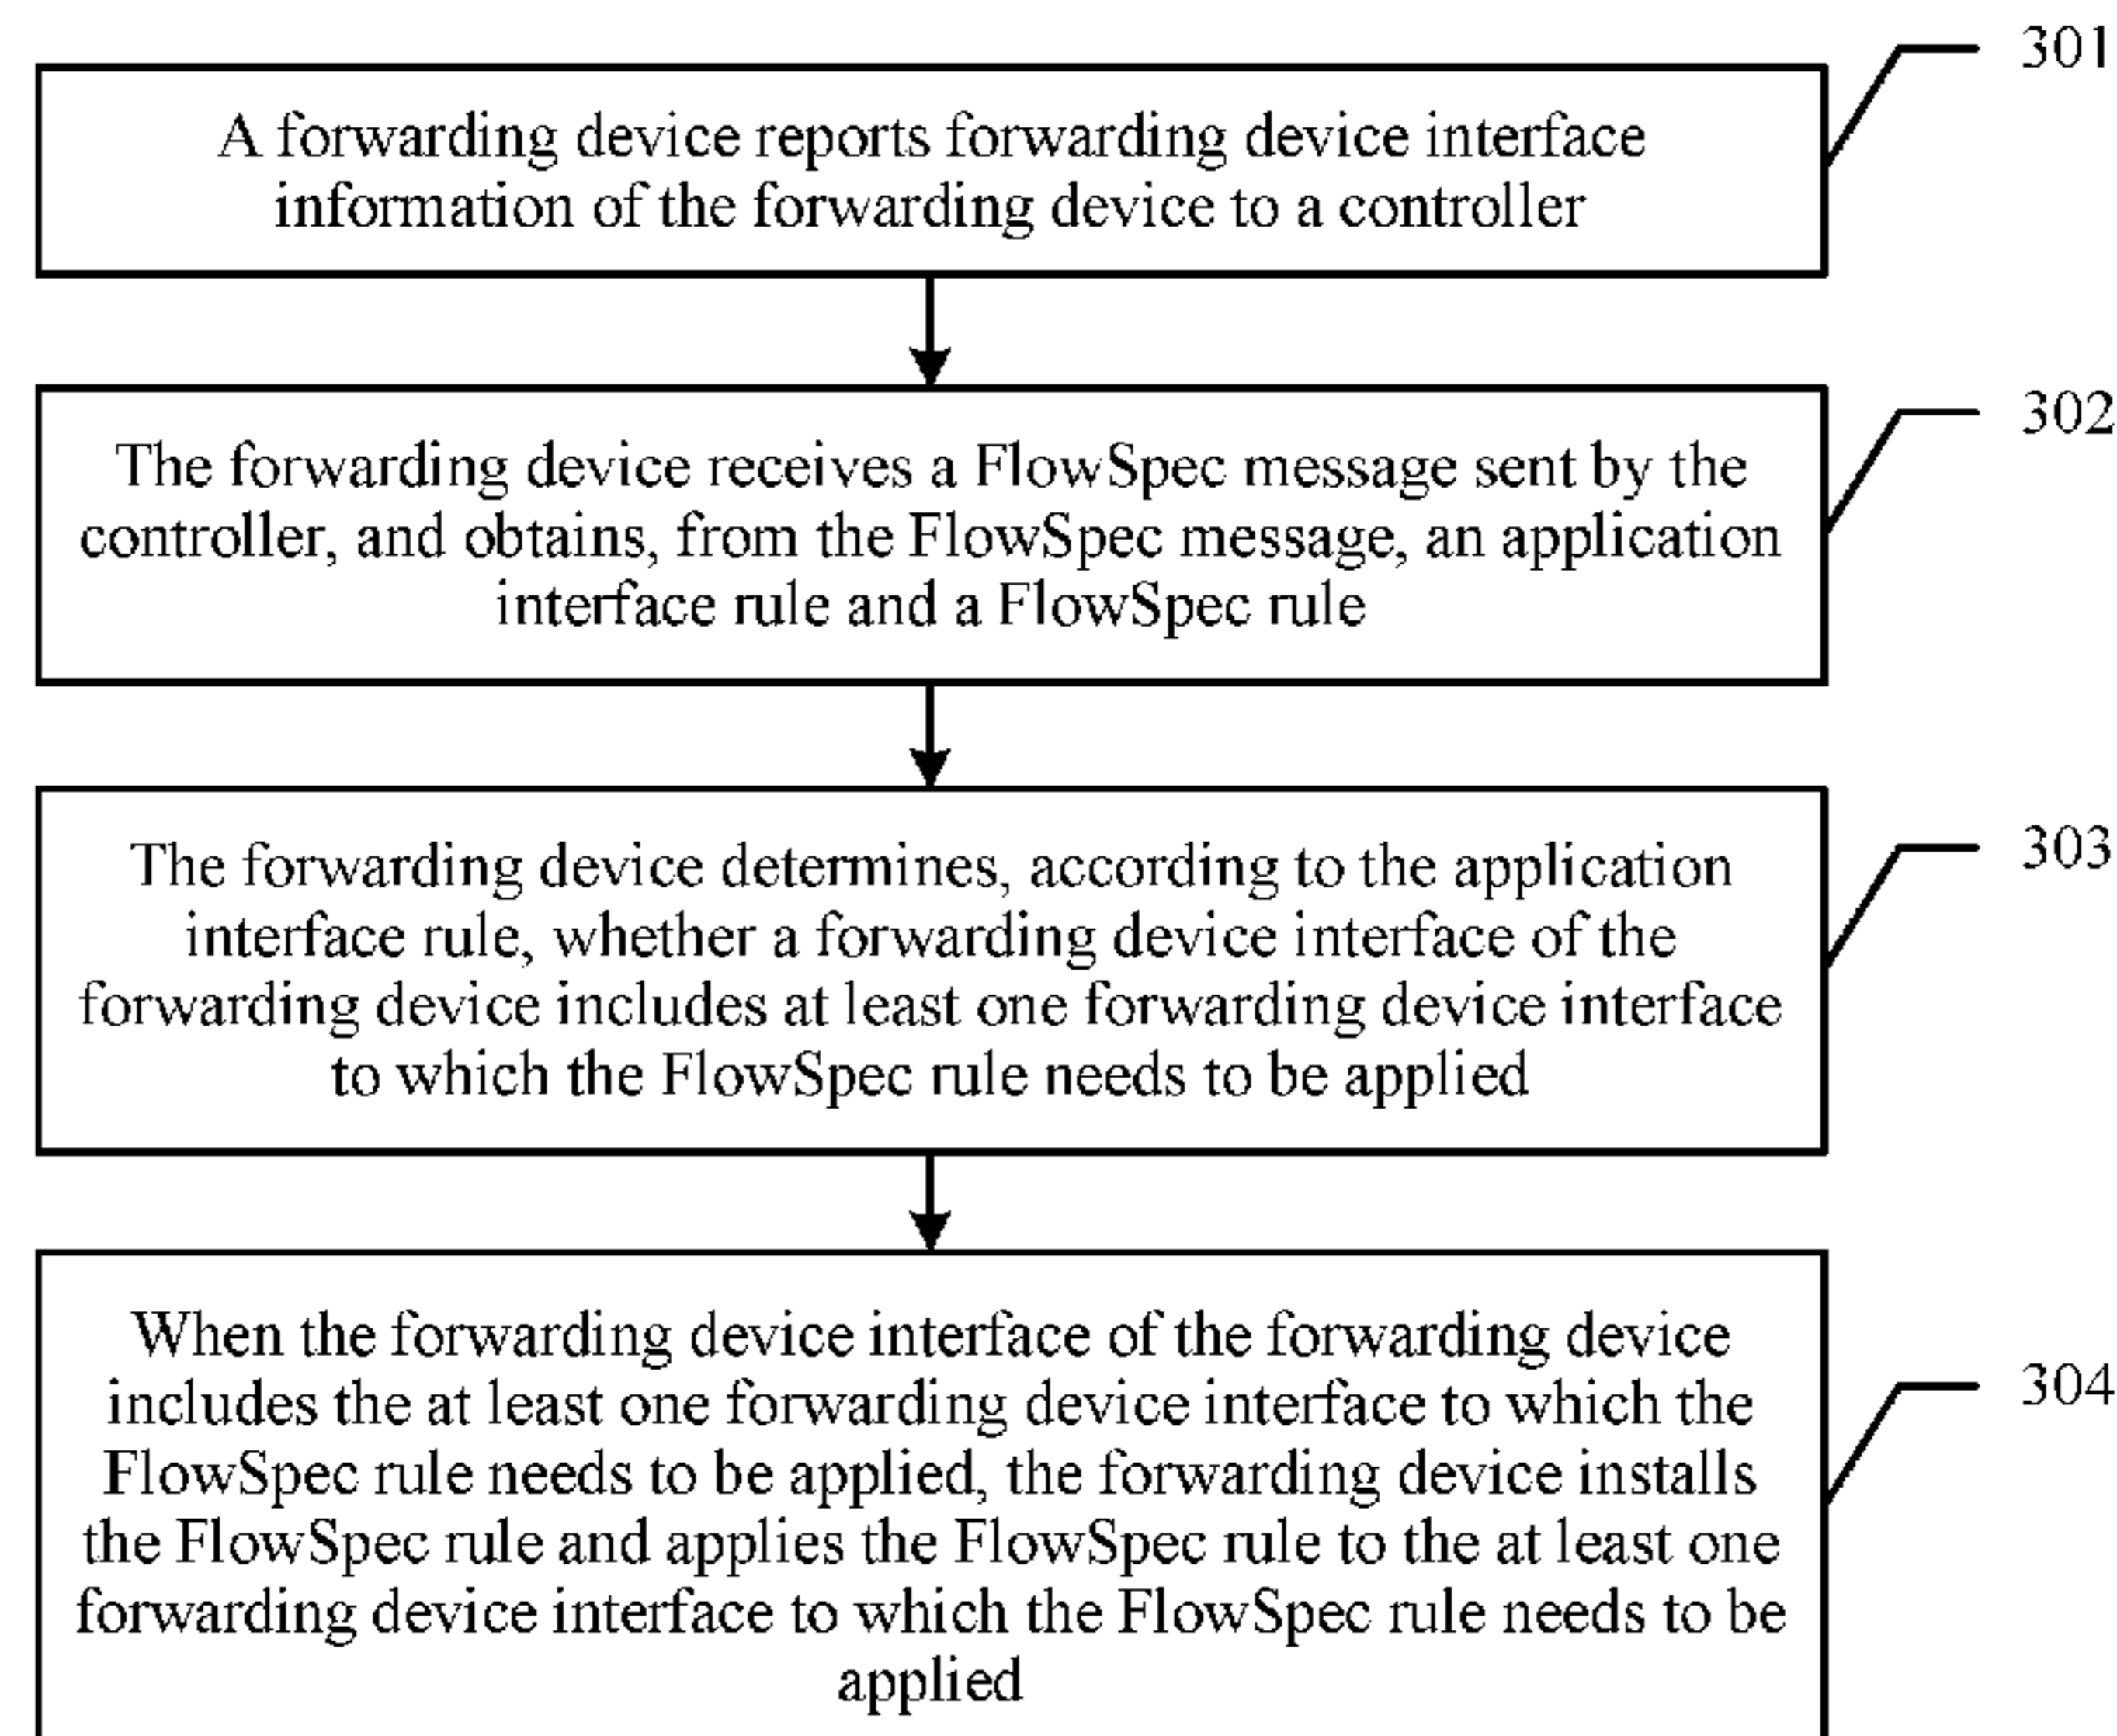 301
A forwarding device reports forwarding device interface
information of the forwarding device to a controller
302
The forwarding device receives a FlowSpec message sent by the
controller, and obtains, from the FlowSpec message, an application
interface rule and a FlowSpec rule
303
The forwarding device determines, according to the application
interface rule, whether a forwarding device interface of the
forwarding device includes at least one forwarding device interface
to which the FlowSpec rule needs to be applied
304
When the forwarding device interface of the forwarding device
includes the at least one forwarding device interface to which the
FlowSpec rule needs to be applied, the forwarding device installs
the FlowSpec rule and applies the FlowSpec rule to the at least one
forwarding device interface to which the FlowSpec rule needs to be
applied